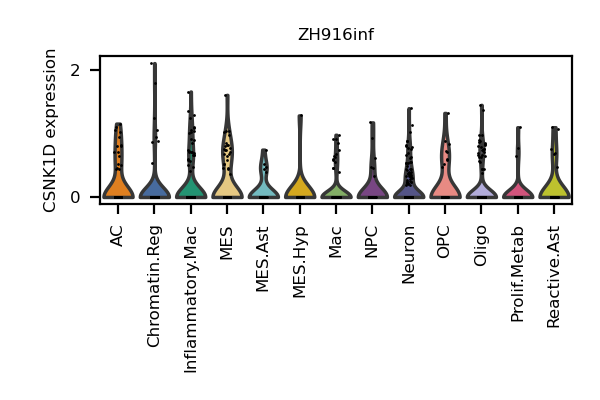 ZH916inf
CSNK1D expression
2
0
AC
Chromatin.Reg
Inflammatory.Mac
MES
MES.Ast
MES.Hyp
Mac
NPC
Neuron
OPC
Oligo
Prolif.Metab
Reactive.Ast